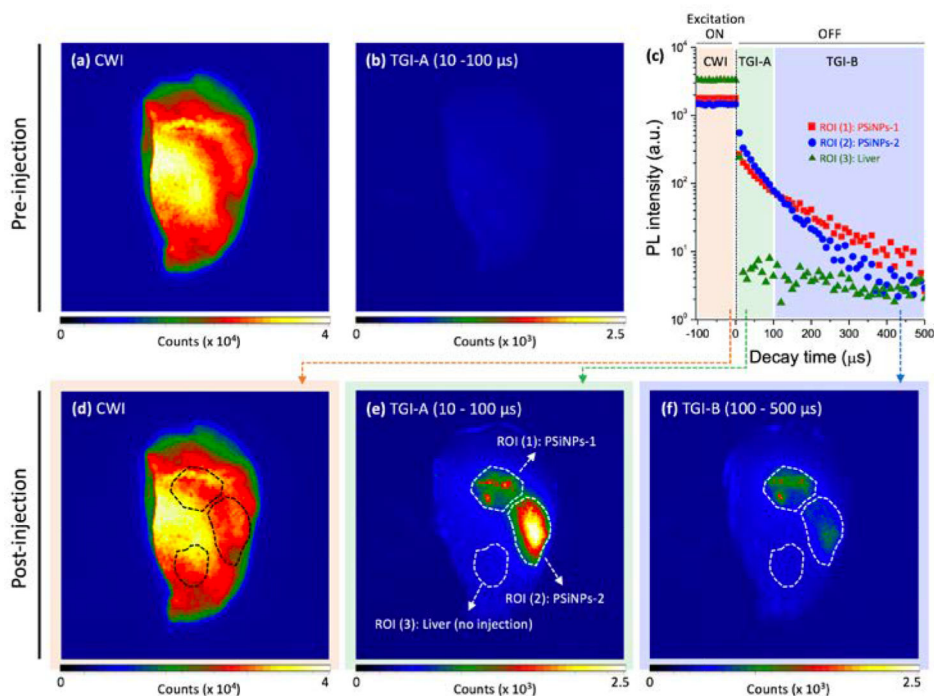 Excitation
ON OFF
Pre-injection
(a) CWI
0 4
Counts (x 10⁴)
(b) TGI-A (10 -100 µs)
0 2.5
Counts (x 10³)
(c)
CWI TGI-A TGI-B
PL intensity (a.u.)
10⁴
10³
10²
10¹
10⁰
ROI (1): PSiNPs-1
ROI (2): PSiNPs-2
ROI (3): Liver
-100 0 100 200 300 400 500
Decay time (µs)
Post-injection
(d) CWI
0 4
Counts (x 10⁴)
(e) TGI-A (10 - 100 µs)
ROI (1): PSiNPs-1
ROI (2): PSiNPs-2
ROI (3): Liver (no injection)
0 2.5
Counts (x 10³)
(f) TGI-B (100 - 500 µs)
0 2.5
Counts (x 10³)